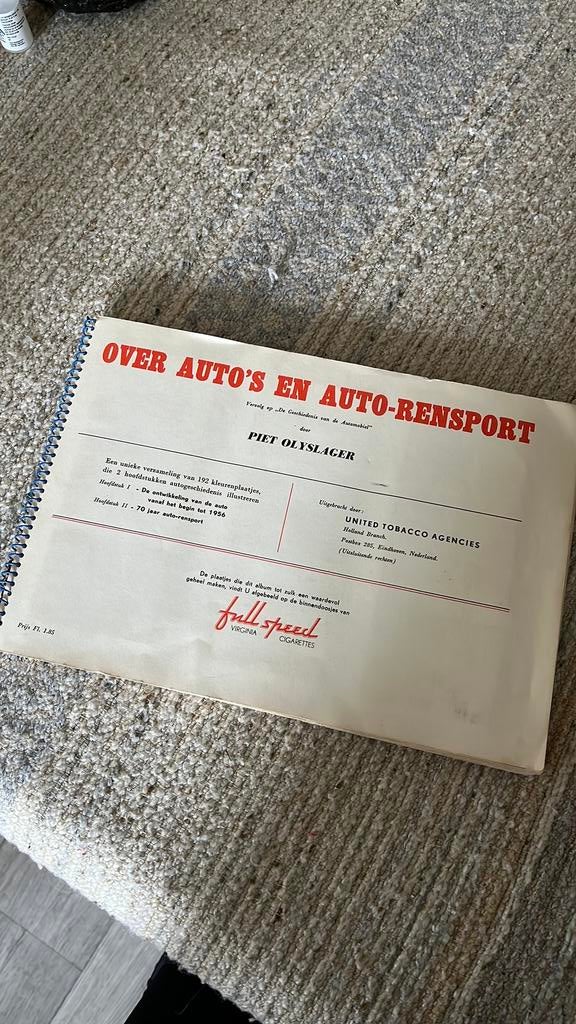 OVER AUTO'S EN AUTO-RENSPORT
Vervolg op „De Geschiedenis van de Automobiel”
door
PIET OLYSLAGER
Een unieke verzameling van 192 kleurenplaatjes,
die 2 hoofdstukken autogeschiedenis illustreren
Hoofdstuk I - De ontwikkeling van de auto
vanaf het begin tot 1956
Hoofdstuk II - 70 jaar auto-rensport
Uitgebracht door:
UNITED TOBACCO AGENCIES
Holland Branch.
Postbox 205, Eindhoven, Nederland.
(Uitsluitende rechten)
De plaatjes die dit album tot zulk een waardevol
geheel maken, vindt U afgebeeld op de binnendoosjes van
full speed
VIRGINIA CIGARETTES
Prijs Fl. 1.85